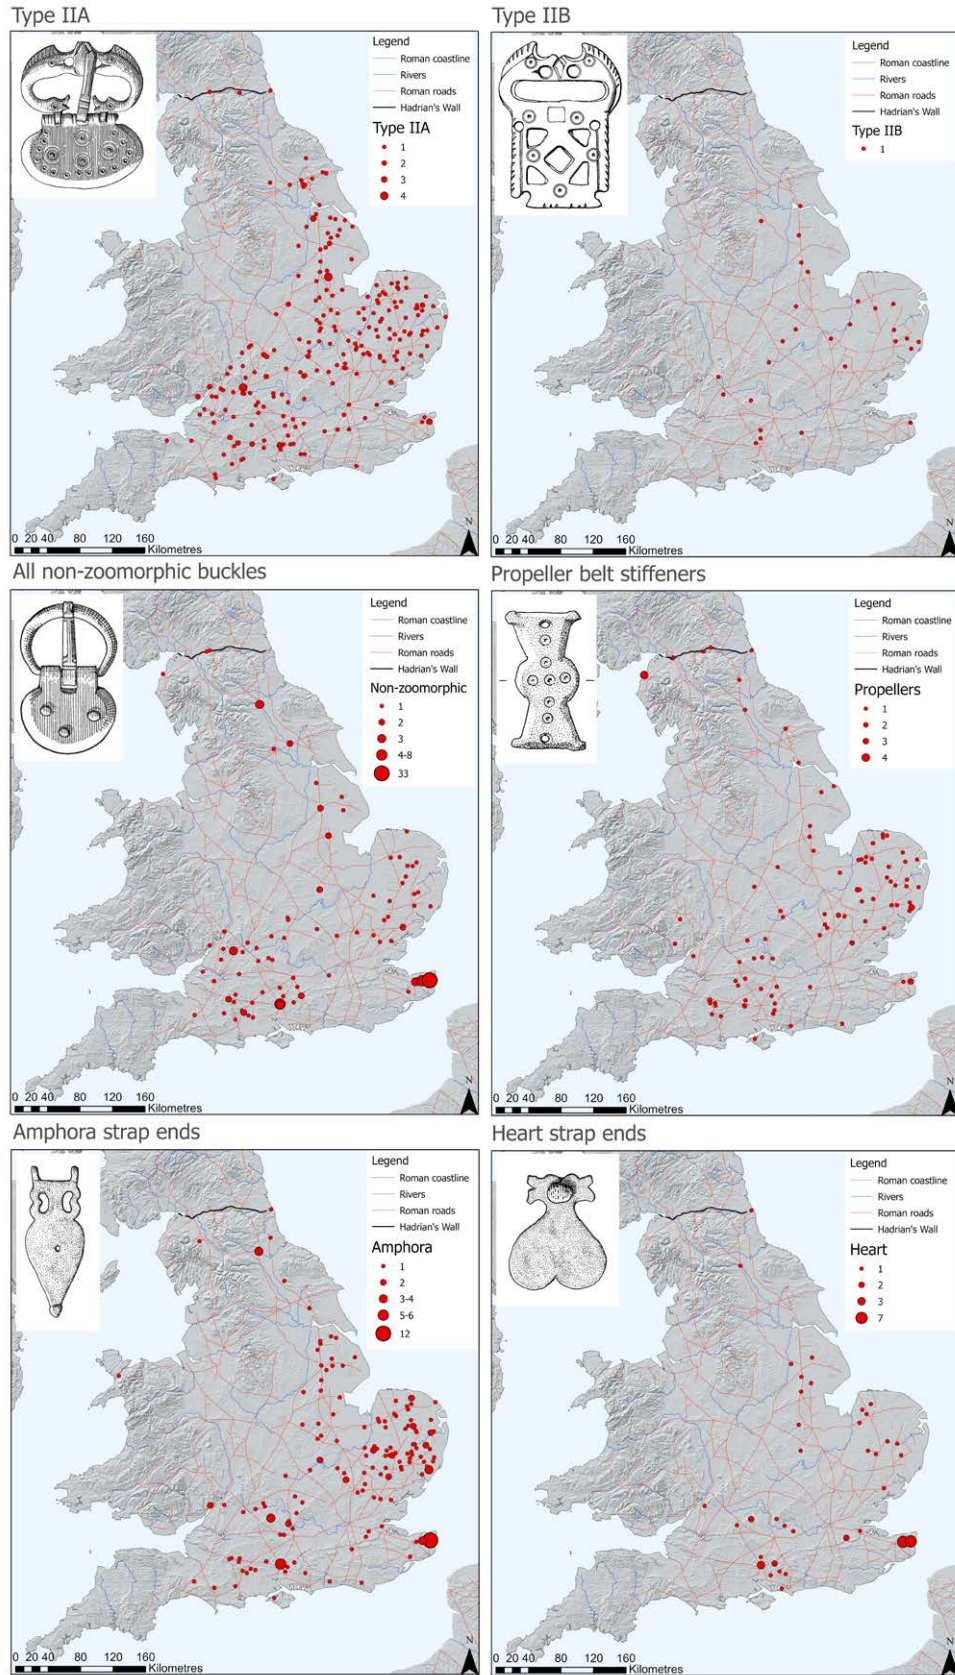 Type IIA
Legend
Roman coastline
Rivers
Roman roads
Hadrian's Wall
Type IIA
1
2
3
4
N
0 20 40 80 120 160
Kilometres
Type IIB
Legend
Roman coastline
Rivers
Roman roads
Hadrian's Wall
Type IIB
1
N
0 20 40 80 120 160
Kilometres
All non-zoomorphic buckles
Legend
Roman coastline
Rivers
Roman roads
Hadrian's Wall
Non-zoomorphic
1
2
3
4-8
33
N
0 20 40 80 120 160
Kilometres
Propeller belt stiffeners
Legend
Roman coastline
Rivers
Roman roads
Hadrian's Wall
Propellers
1
2
3
4
N
0 20 40 80 120 160
Kilometres
Amphora strap ends
Legend
Roman coastline
Rivers
Roman roads
Hadrian's Wall
Amphora
1
2
3-4
5-6
12
N
0 20 40 80 120 160
Kilometres
Heart strap ends
Legend
Roman coastline
Rivers
Roman roads
Hadrian's Wall
Heart
1
2
3
7
N
0 20 40 80 120 160
Kilometres